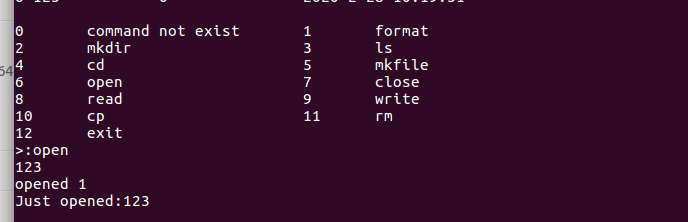 0 command not exist 1 format
2 mkdir 3 ls
4 cd 5 mkfile
6 open 7 close
8 read 9 write
10 cp 11 rm
12 exit
>:open
123
opened 1
Just opened:123
64